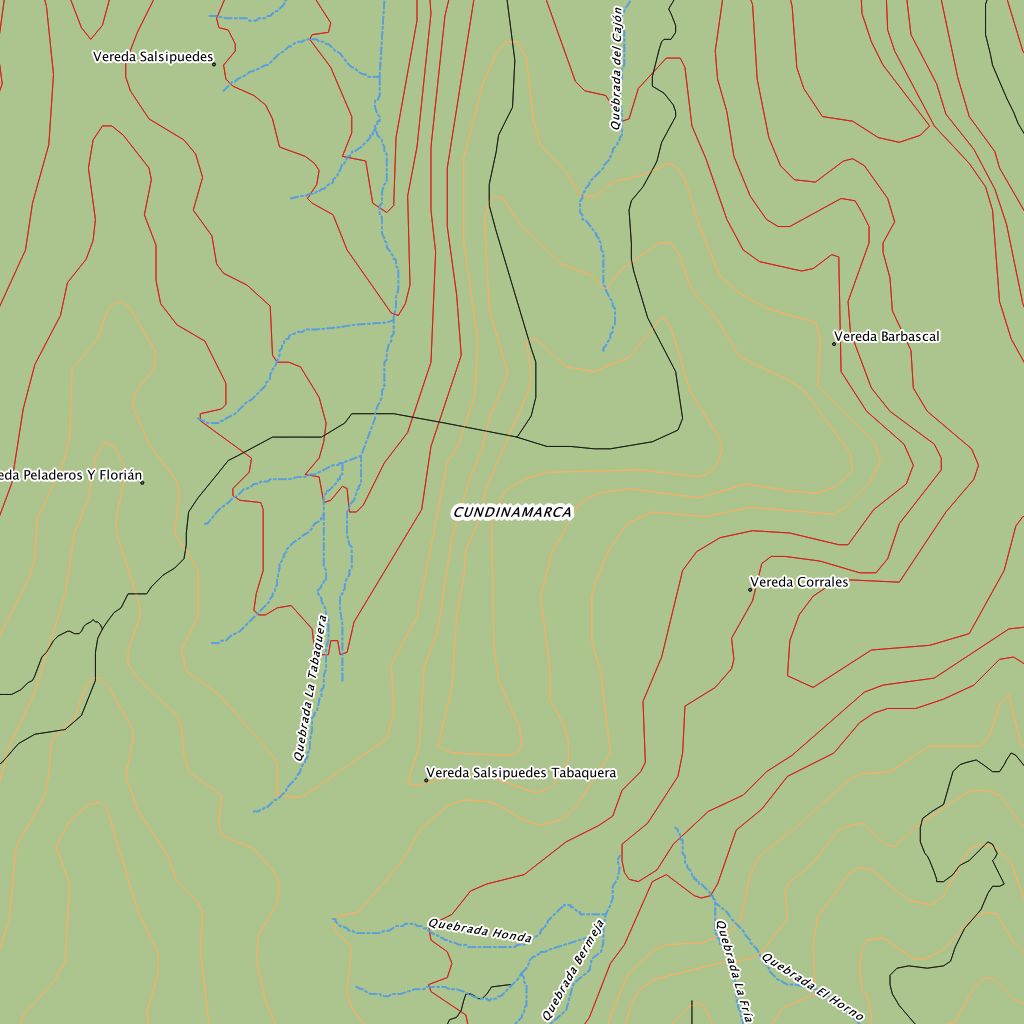 Quebrada del Cajón
Vereda Salsipuedes
Vereda Barbascal
eda Peladeros Y Florián
CUNDINAMARCA
Vereda Corrales
Quebrada La Tabaquera
Vereda Salsipuedes Tabaquera
Quebrada Honda
Quebrada Bermeja
Quebrada La Fría
Quebrada El Horno